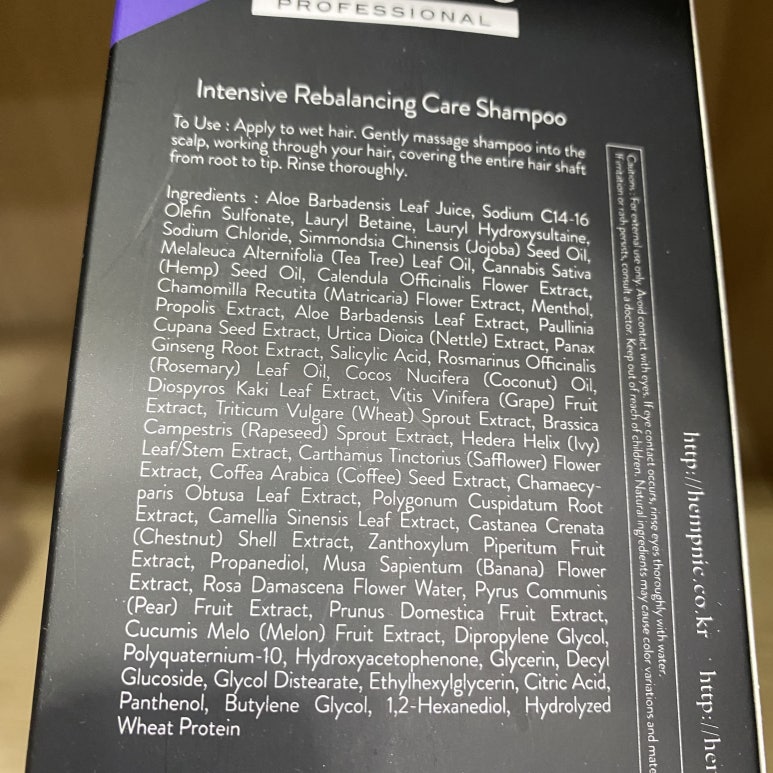 PROFESSIONAL
Intensive Rebalancing Care Shampoo
To Use : Apply to wet hair. Gently massage shampoo into the
scalp, working through your hair, covering the entire hair shaft
from root to tip. Rinse thoroughly.
Ingredients : Aloe Barbadensis Leaf Juice, Sodium C14-16
Olefin Sulfonate, Lauryl Betaine, Lauryl Hydroxysultaine,
Sodium Chloride, Simmondsia Chinensis (Jojoba) Seed Oil,
Melaleuca Alternifolia (Tea Tree) Leaf Oil, Cannabis Sativa
(Hemp) Seed Oil, Calendula Officinalis Flower Extract,
Chamomilla Recutita (Matricaria) Flower Extract, Menthol,
Propolis Extract, Aloe Barbadensis Leaf Extract, Paullinia
Cupana Seed Extract, Urtica Dioica (Nettle) Extract, Panax
Ginseng Root Extract, Salicylic Acid, Rosmarinus Officinalis
(Rosemary) Leaf Oil, Cocos Nucifera (Coconut) Oil,
Diospyros Kaki Leaf Extract, Vitis Vinifera (Grape) Fruit
Extract, Triticum Vulgare (Wheat) Sprout Extract, Brassica
Campestris (Rapeseed) Sprout Extract, Hedera Helix (Ivy)
Leaf/Stem Extract, Carthamus Tinctorius (Safflower) Flower
Extract, Coffea Arabica (Coffee) Seed Extract, Chamaecy-
paris Obtusa Leaf Extract, Polygonum Cuspidatum Root
Extract, Camellia Sinensis Leaf Extract, Castanea Crenata
(Chestnut) Shell Extract, Zanthoxylum Piperitum Fruit
Extract, Propanediol, Musa Sapientum (Banana) Flower
Extract, Rosa Damascena Flower Water, Pyrus Communis
(Pear) Fruit Extract, Prunus Domestica Fruit Extract,
Cucumis Melo (Melon) Fruit Extract, Dipropylene Glycol,
Polyquaternium-10, Hydroxyacetophenone, Glycerin, Decyl
Glucoside, Glycol Distearate, Ethylhexylglycerin, Citric Acid,
Panthenol, Butylene Glycol, 1,2-Hexanediol, Hydrolyzed
Wheat Protein
Cautions : For external use only. Avoid contact with eyes. If eye contact occurs, rinse eyes thoroughly with water.
If irritation or rash persists, consult a doctor. Keep out of reach of children. Natural ingredients may cause color variations and
http://hempnic.co.kr http://he